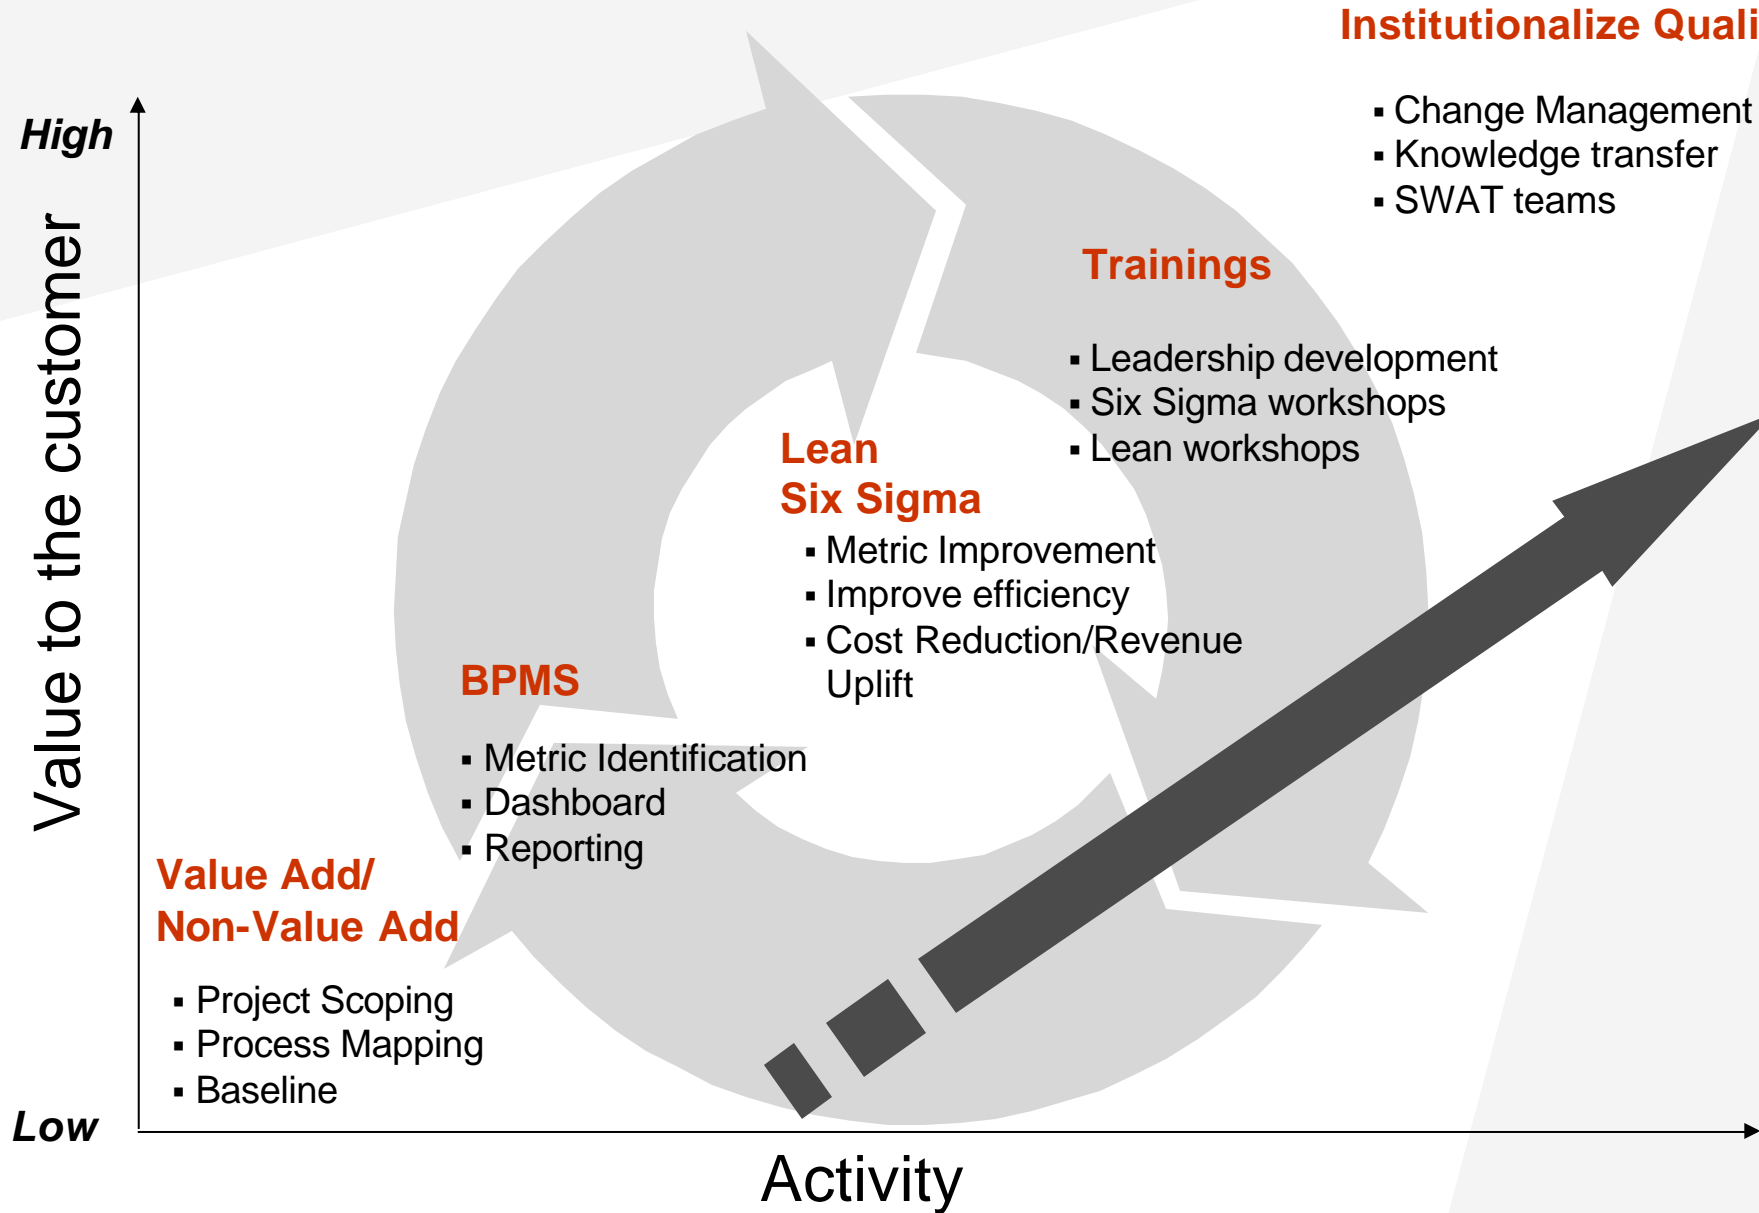 Institutionalize Quali
▪ Change Management
▪ Knowledge transfer
▪ SWAT teams
High
Value to the customer
Trainings
▪ Leadership development
▪ Six Sigma workshops
▪ Lean workshops
Lean
Six Sigma
▪ Metric Improvement
▪ Improve efficiency
▪ Cost Reduction/Revenue
Uplift
BPMS
▪ Metric Identification
▪ Dashboard
▪ Reporting
Value Add/
Non-Value Add
▪ Project Scoping
▪ Process Mapping
▪ Baseline
Low
Activity